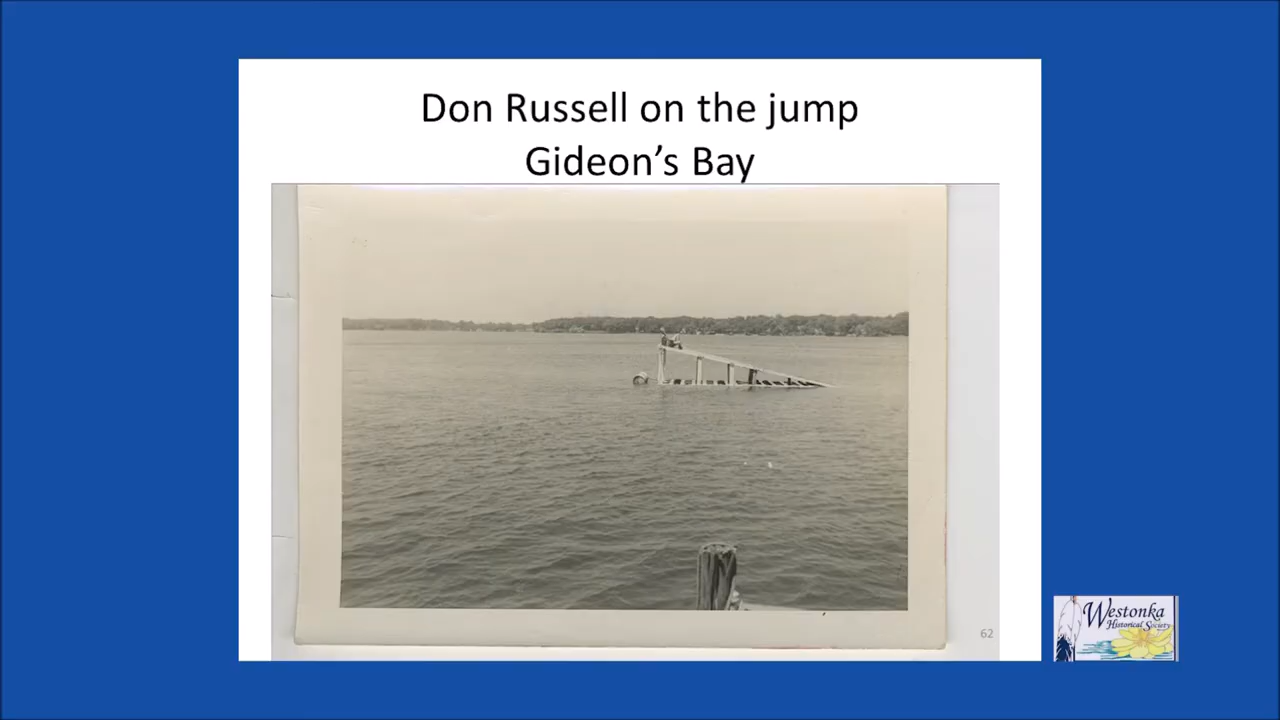 Don Russell on the jump
Gideon's Bay
62
Westonka
Historical Society